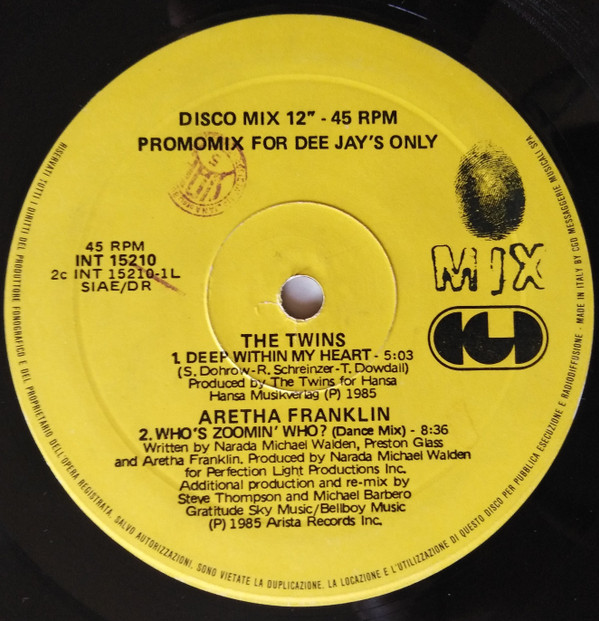 DISCO MIX 12" - 45 RPM
PROMOMIX FOR DEE JAY'S ONLY
MIX
45 RPM
INT 15210
2c INT 15210-1L
SIAE/DR
THE TWINS
1. DEEP WITHIN MY HEART - 5:03
(S. Dohrow-R. Schreinzer-T. Dowdall)
Produced by The Twins for Hansa
Hansa Musikverlag (P) 1985
ARETHA FRANKLIN
2. WHO'S ZOOMIN' WHO? (Dance Mix) - 8:36
Written by Narada Michael Walden, Preston Glass
and Aretha Franklin. Produced by Narada Michael Walden
for Perfection Light Productions Inc.
Additional production and re-mix by
Steve Thompson and Michael Barbero
Gratitude Sky Music/Bellboy Music
(P) 1985 Arista Records Inc.
RISERVATI TUTTI I DIRITTI DEL PRODUTTORE FONOGRAFICO E DEL PROPRIETARIO DELL'OPERA REGISTRATA. SALVO AUTORIZZAZIONI, SONO VIETATE LA DUPLICAZIONE, LA LOCAZIONE E L'UTILIZZAZIONE DI QUESTO DISCO PER PUBBLICA ESECUZIONE E RADIODIFFUSIONE - MADE IN ITALY BY CGD MESSAGGERIE MUSICALI SPA